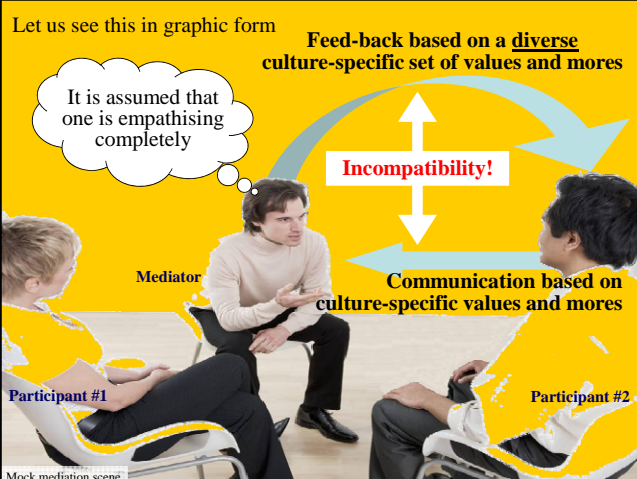 Let us see this in graphic form
Feed-back based on a diverse
culture-specific set of values and mores
It is assumed that
one is empathising
completely
Incompatibility!
Mediator
Communication based on
culture-specific values and mores
Participant #1
Participant #2
Mock mediation scene